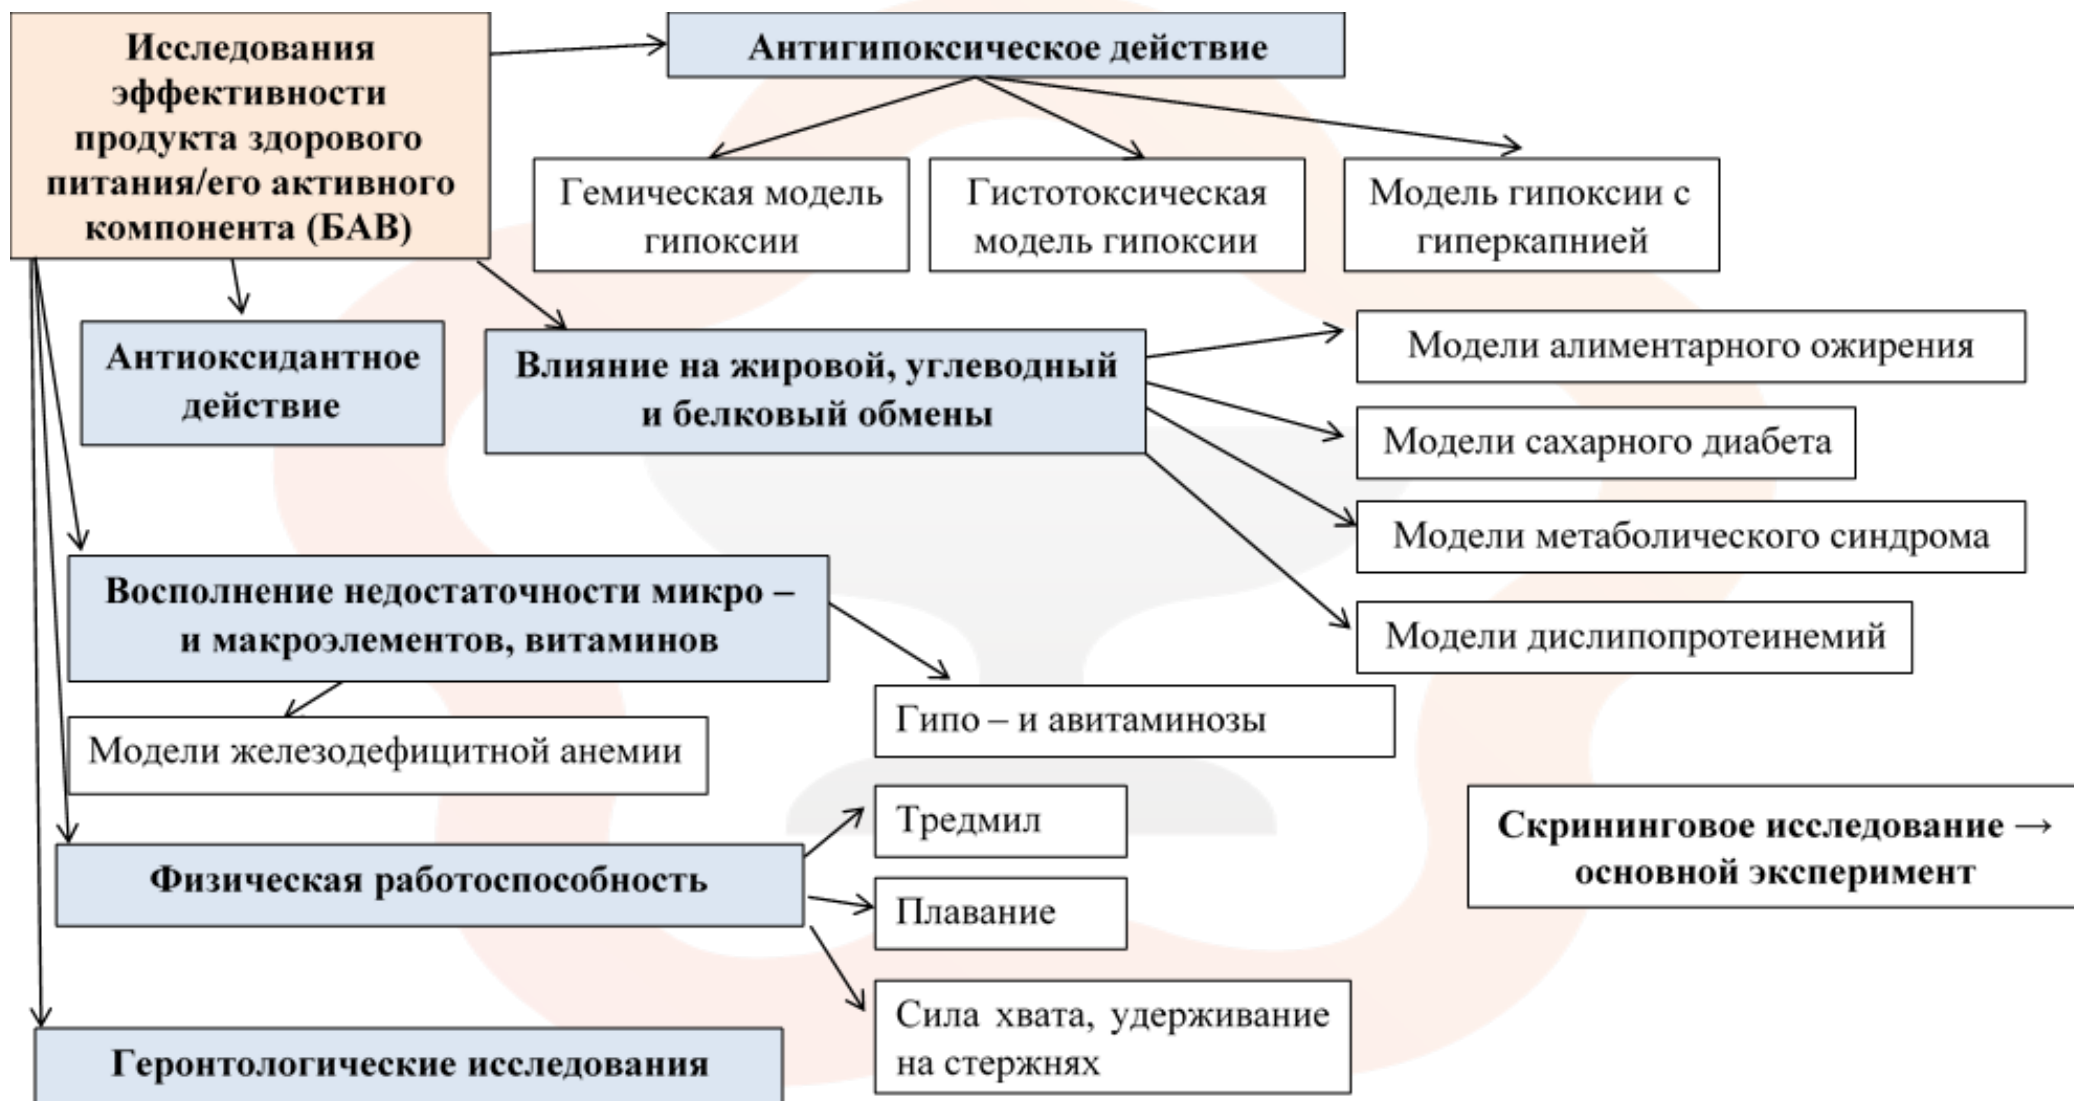 Исследования
эффективности
продукта здорового
питания/его активного
компонента (БАВ)
Антигипоксическое действие
Гемическая модель
гипоксии
Гистотоксическая
модель гипоксии
Модель гипоксии с
гиперкапнией
Антиоксидантное
действие
Влияние на жировой, углеводный
и белковый обмены
Модели алиментарного ожирения
Модели сахарного диабета
Модели метаболического синдрома
Модели дислипопротеинемий
Восполнение недостаточности микро –
и макроэлементов, витаминов
Модели железодефицитной анемии
Гипо – и авитаминозы
Физическая работоспособность
Тредмил
Плавание
Сила хвата, удерживание
на стержнях
Скрининговое исследование →
основной эксперимент
Геронтологические исследования